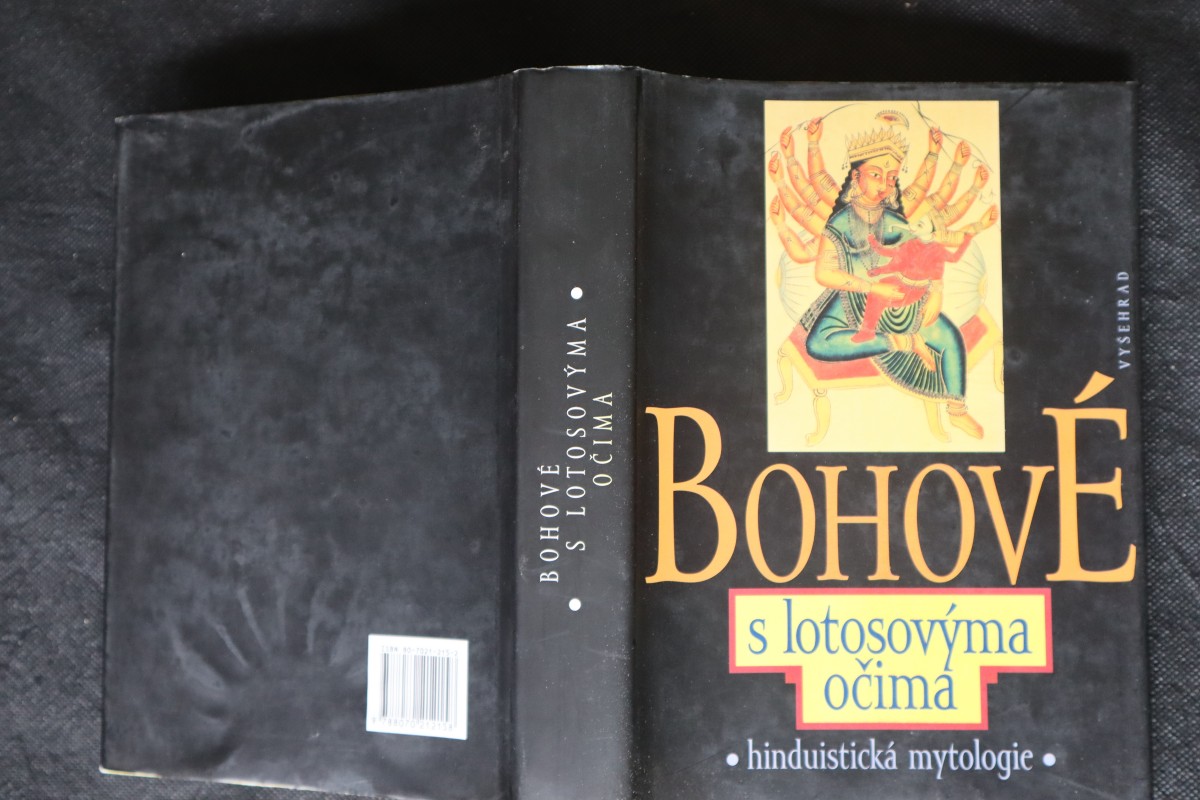 BOHOVÉ
s lotosovýma
očima
• hinduistická mytologie •
VYŠEHRAD
• BOHOVÉ
S LOTOSOVÝMA •
OČIMA